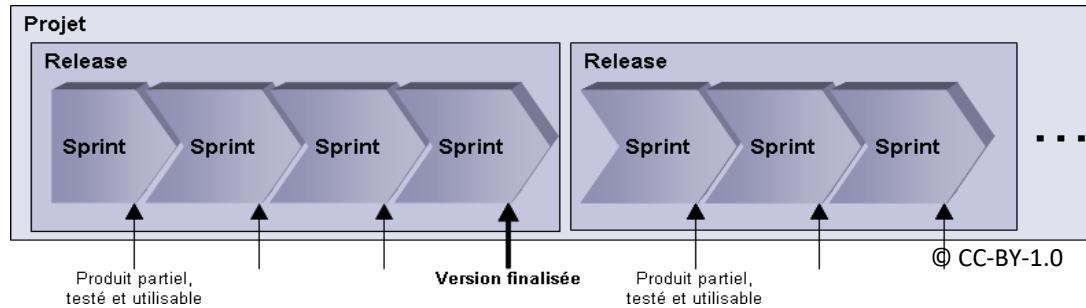 Projet
Release
Release
Sprint
Sprint
Sprint
Sprint
Sprint
Sprint
Sprint
...
Produit partiel,
testé et utilisable
Version finalisée
Produit partiel,
testé et utilisable
© CC-BY-1.0